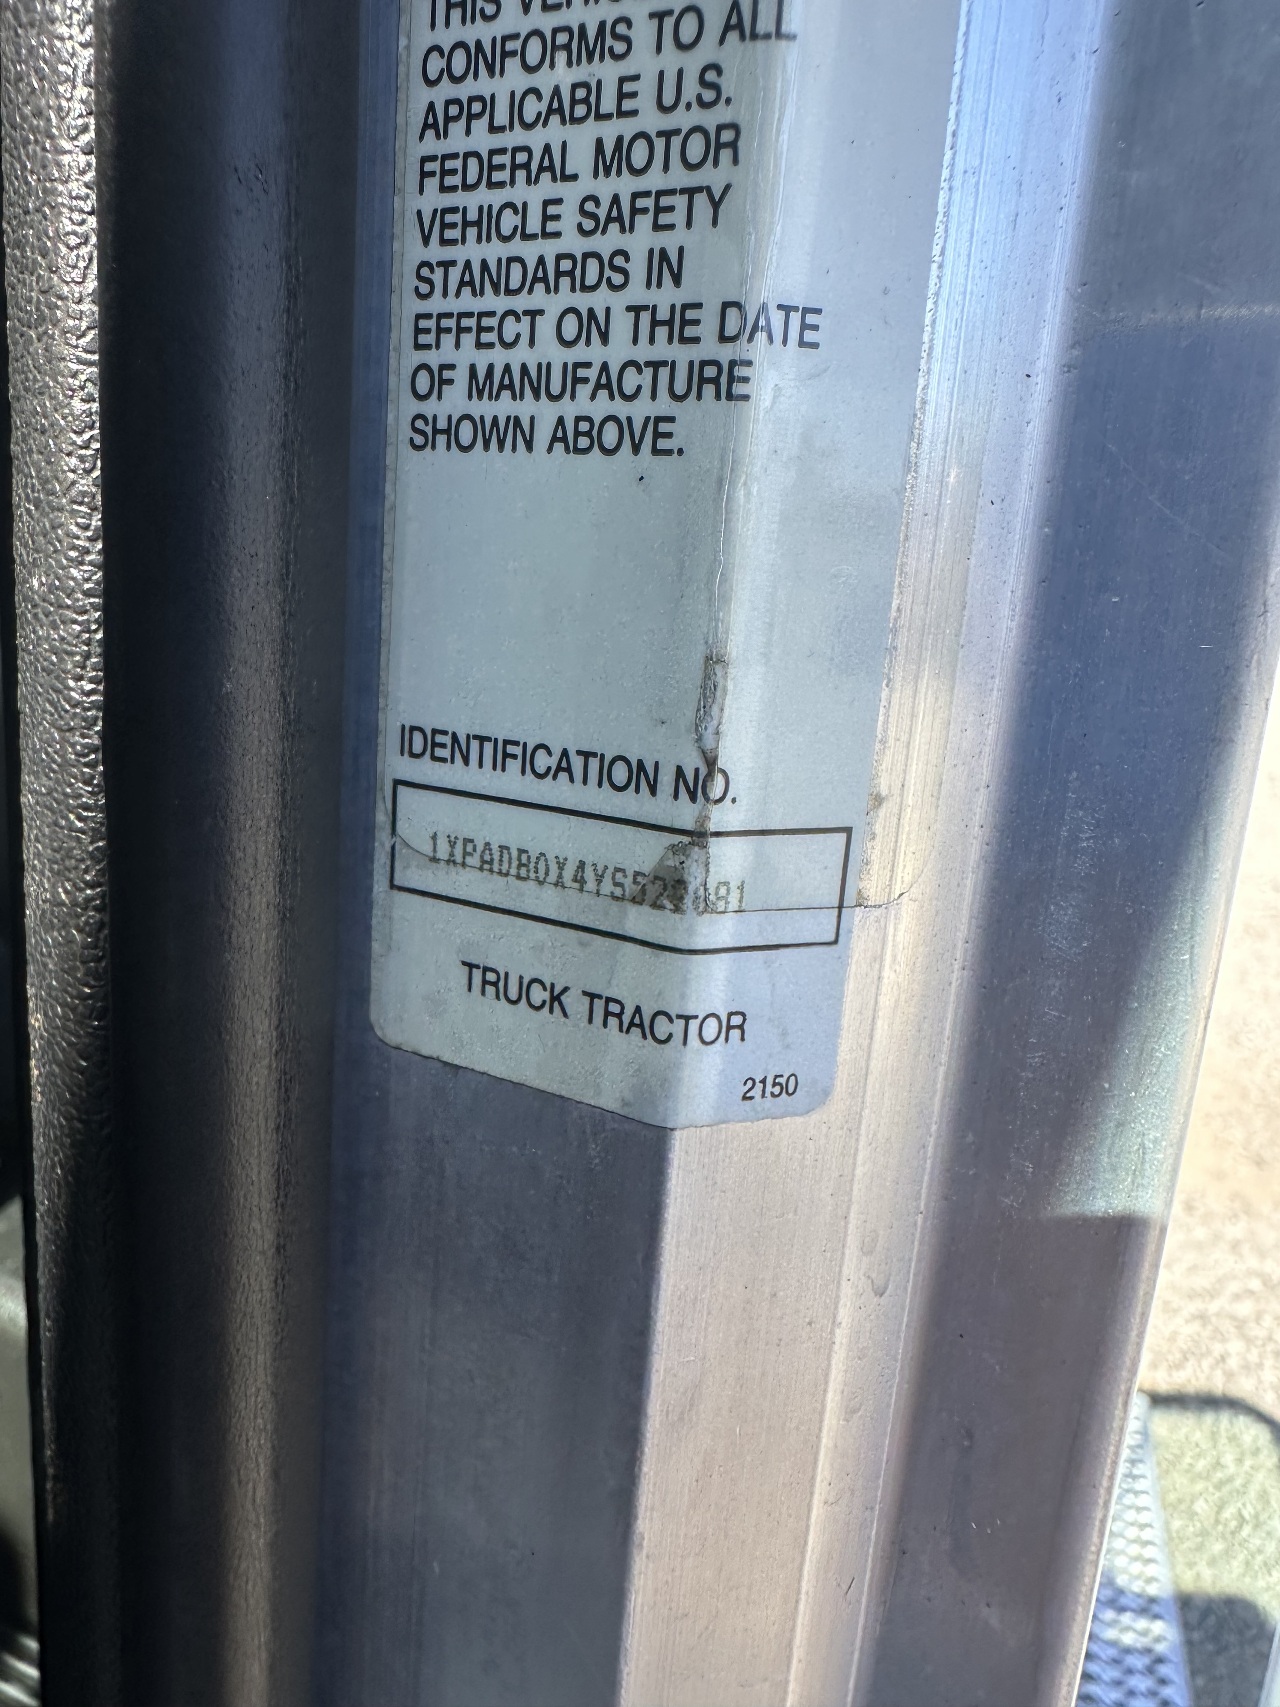 THIS
CONFORMS TO ALL
APPLICABLE U.S.
FEDERAL MOTOR
VEHICLE SAFETY
STANDARDS IN
EFFECT ON THE DATE
OF MANUFACTURE
SHOWN ABOVE.
IDENTIFICATION NO.
TRUCK TRACTOR
2150